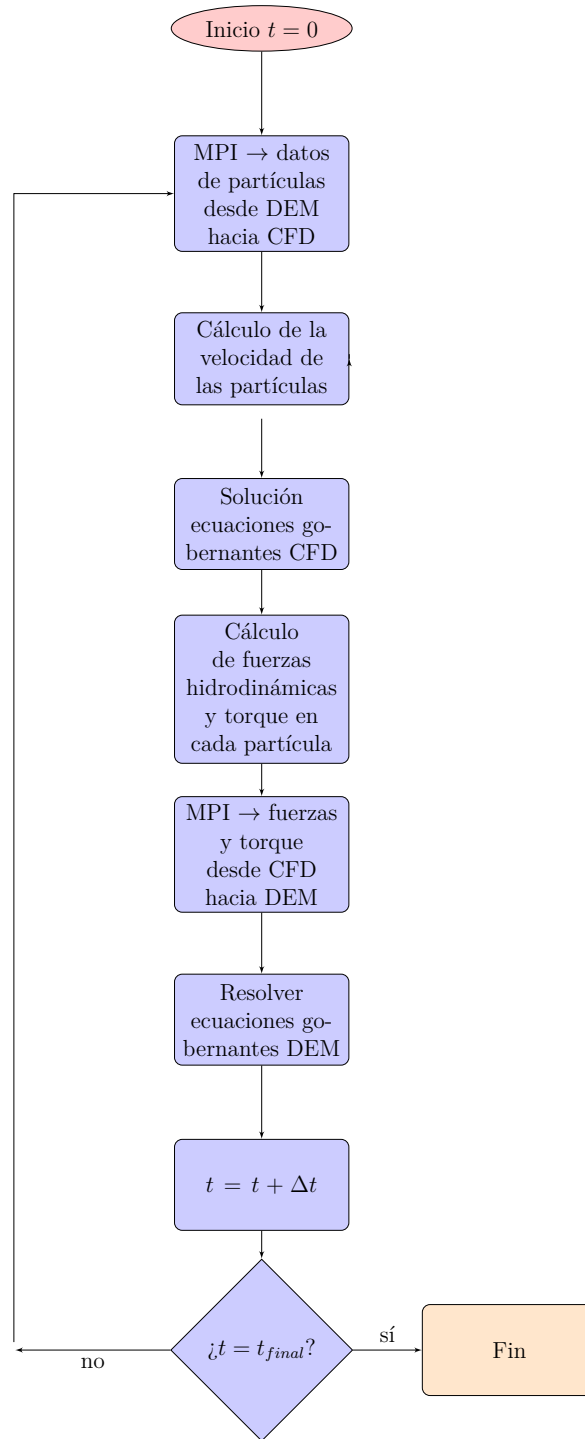 Inicio t = 0
MPI → datos
de partículas
desde DEM
hacia CFD
Cálculo de la
velocidad de
las partículas
Solución
ecuaciones go-
bernantes CFD
Cálculo
de fuerzas
hidrodinámicas
y torque en
cada partícula
MPI → fuerzas
y torque
desde CFD
hacia DEM
Resolver
ecuaciones go-
bernantes DEM
t = t + Δt
¿t = t_{final}?
sí
Fin
no